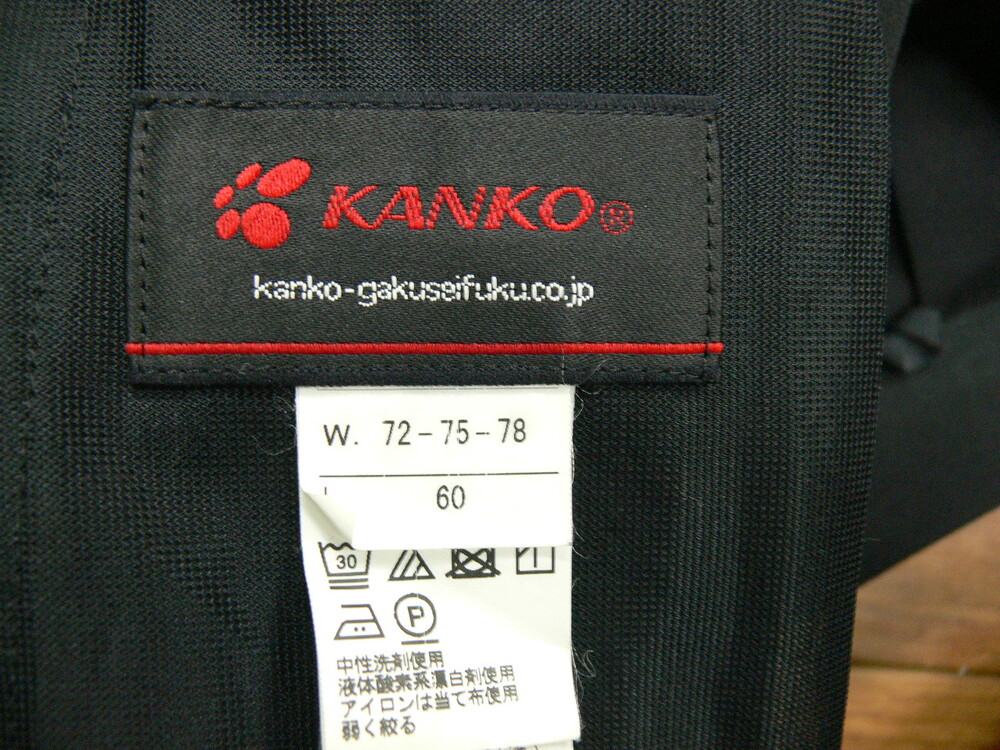 KANKO®
kanko-gakuseifuku.co.jp
W. 72-75-78
60
30
P
中性洗剤使用
液体酸素系漂白剤使用
アイロンは当て布使用
弱く絞る